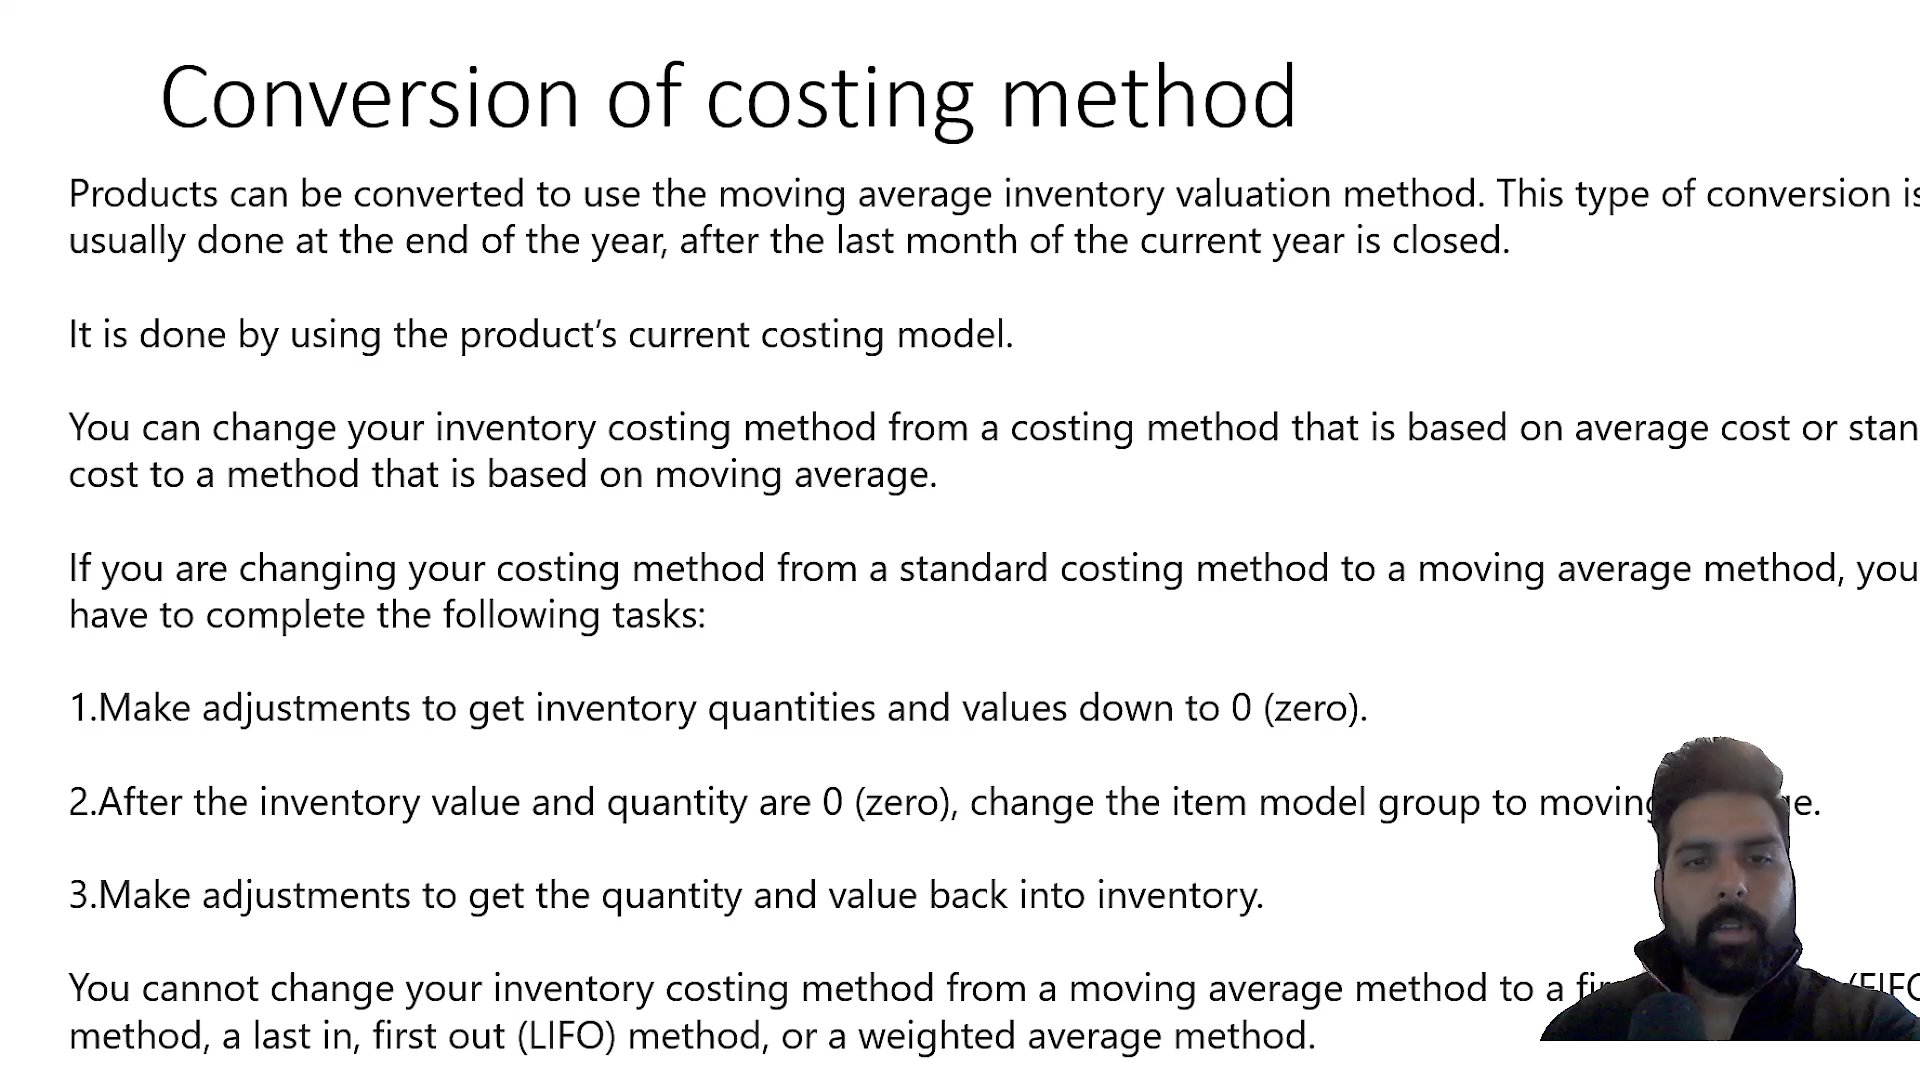 Conversion of costing method
Products can be converted to use the moving average inventory valuation method. This type of conversion is
usually done at the end of the year, after the last month of the current year is closed.
It is done by using the product’s current costing model.
You can change your inventory costing method from a costing method that is based on average cost or stan
cost to a method that is based on moving average.
If you are changing your costing method from a standard costing method to a moving average method, you
have to complete the following tasks:
1.Make adjustments to get inventory quantities and values down to 0 (zero).
2.After the inventory value and quantity are 0 (zero), change the item model group to moving
3.Make adjustments to get the quantity and value back into inventory.
You cannot change your inventory costing method from a moving average method to a (FIFO
method, a last in, first out (LIFO) method, or a weighted average method.